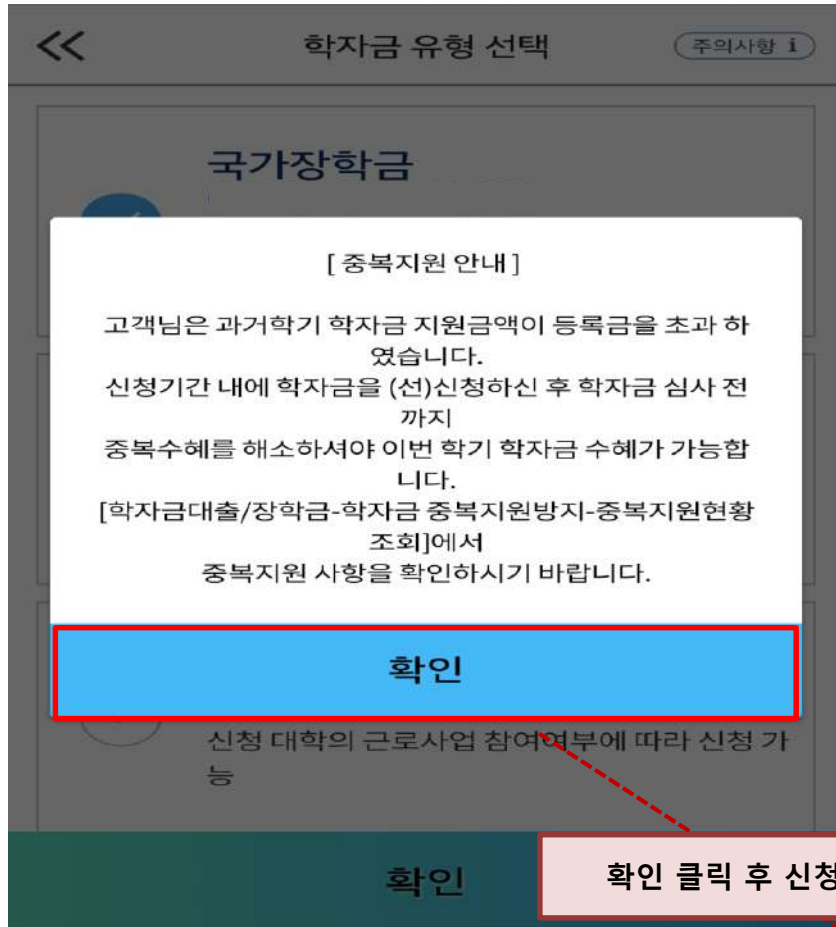 학자금 유형 선택
주의사항 i
국가장학금
[ 중복지원 안내 ]
고객님은 과거학기 학자금 지원금액이 등록금을 초과 하
였습니다.
신청기간 내에 학자금을 (선)신청하신 후 학자금 심사 전
까지
중복수혜를 해소하셔야 이번 학기 학자금 수혜가 가능합
니다.
[학자금대출/장학금-학자금 중복지원방지-중복지원현황
조회]에서
중복지원 사항을 확인하시기 바랍니다.
확인
신청 대학의 근로사업 참여여부에 따라 신청 가
능
확인
확인 클릭 후 신청